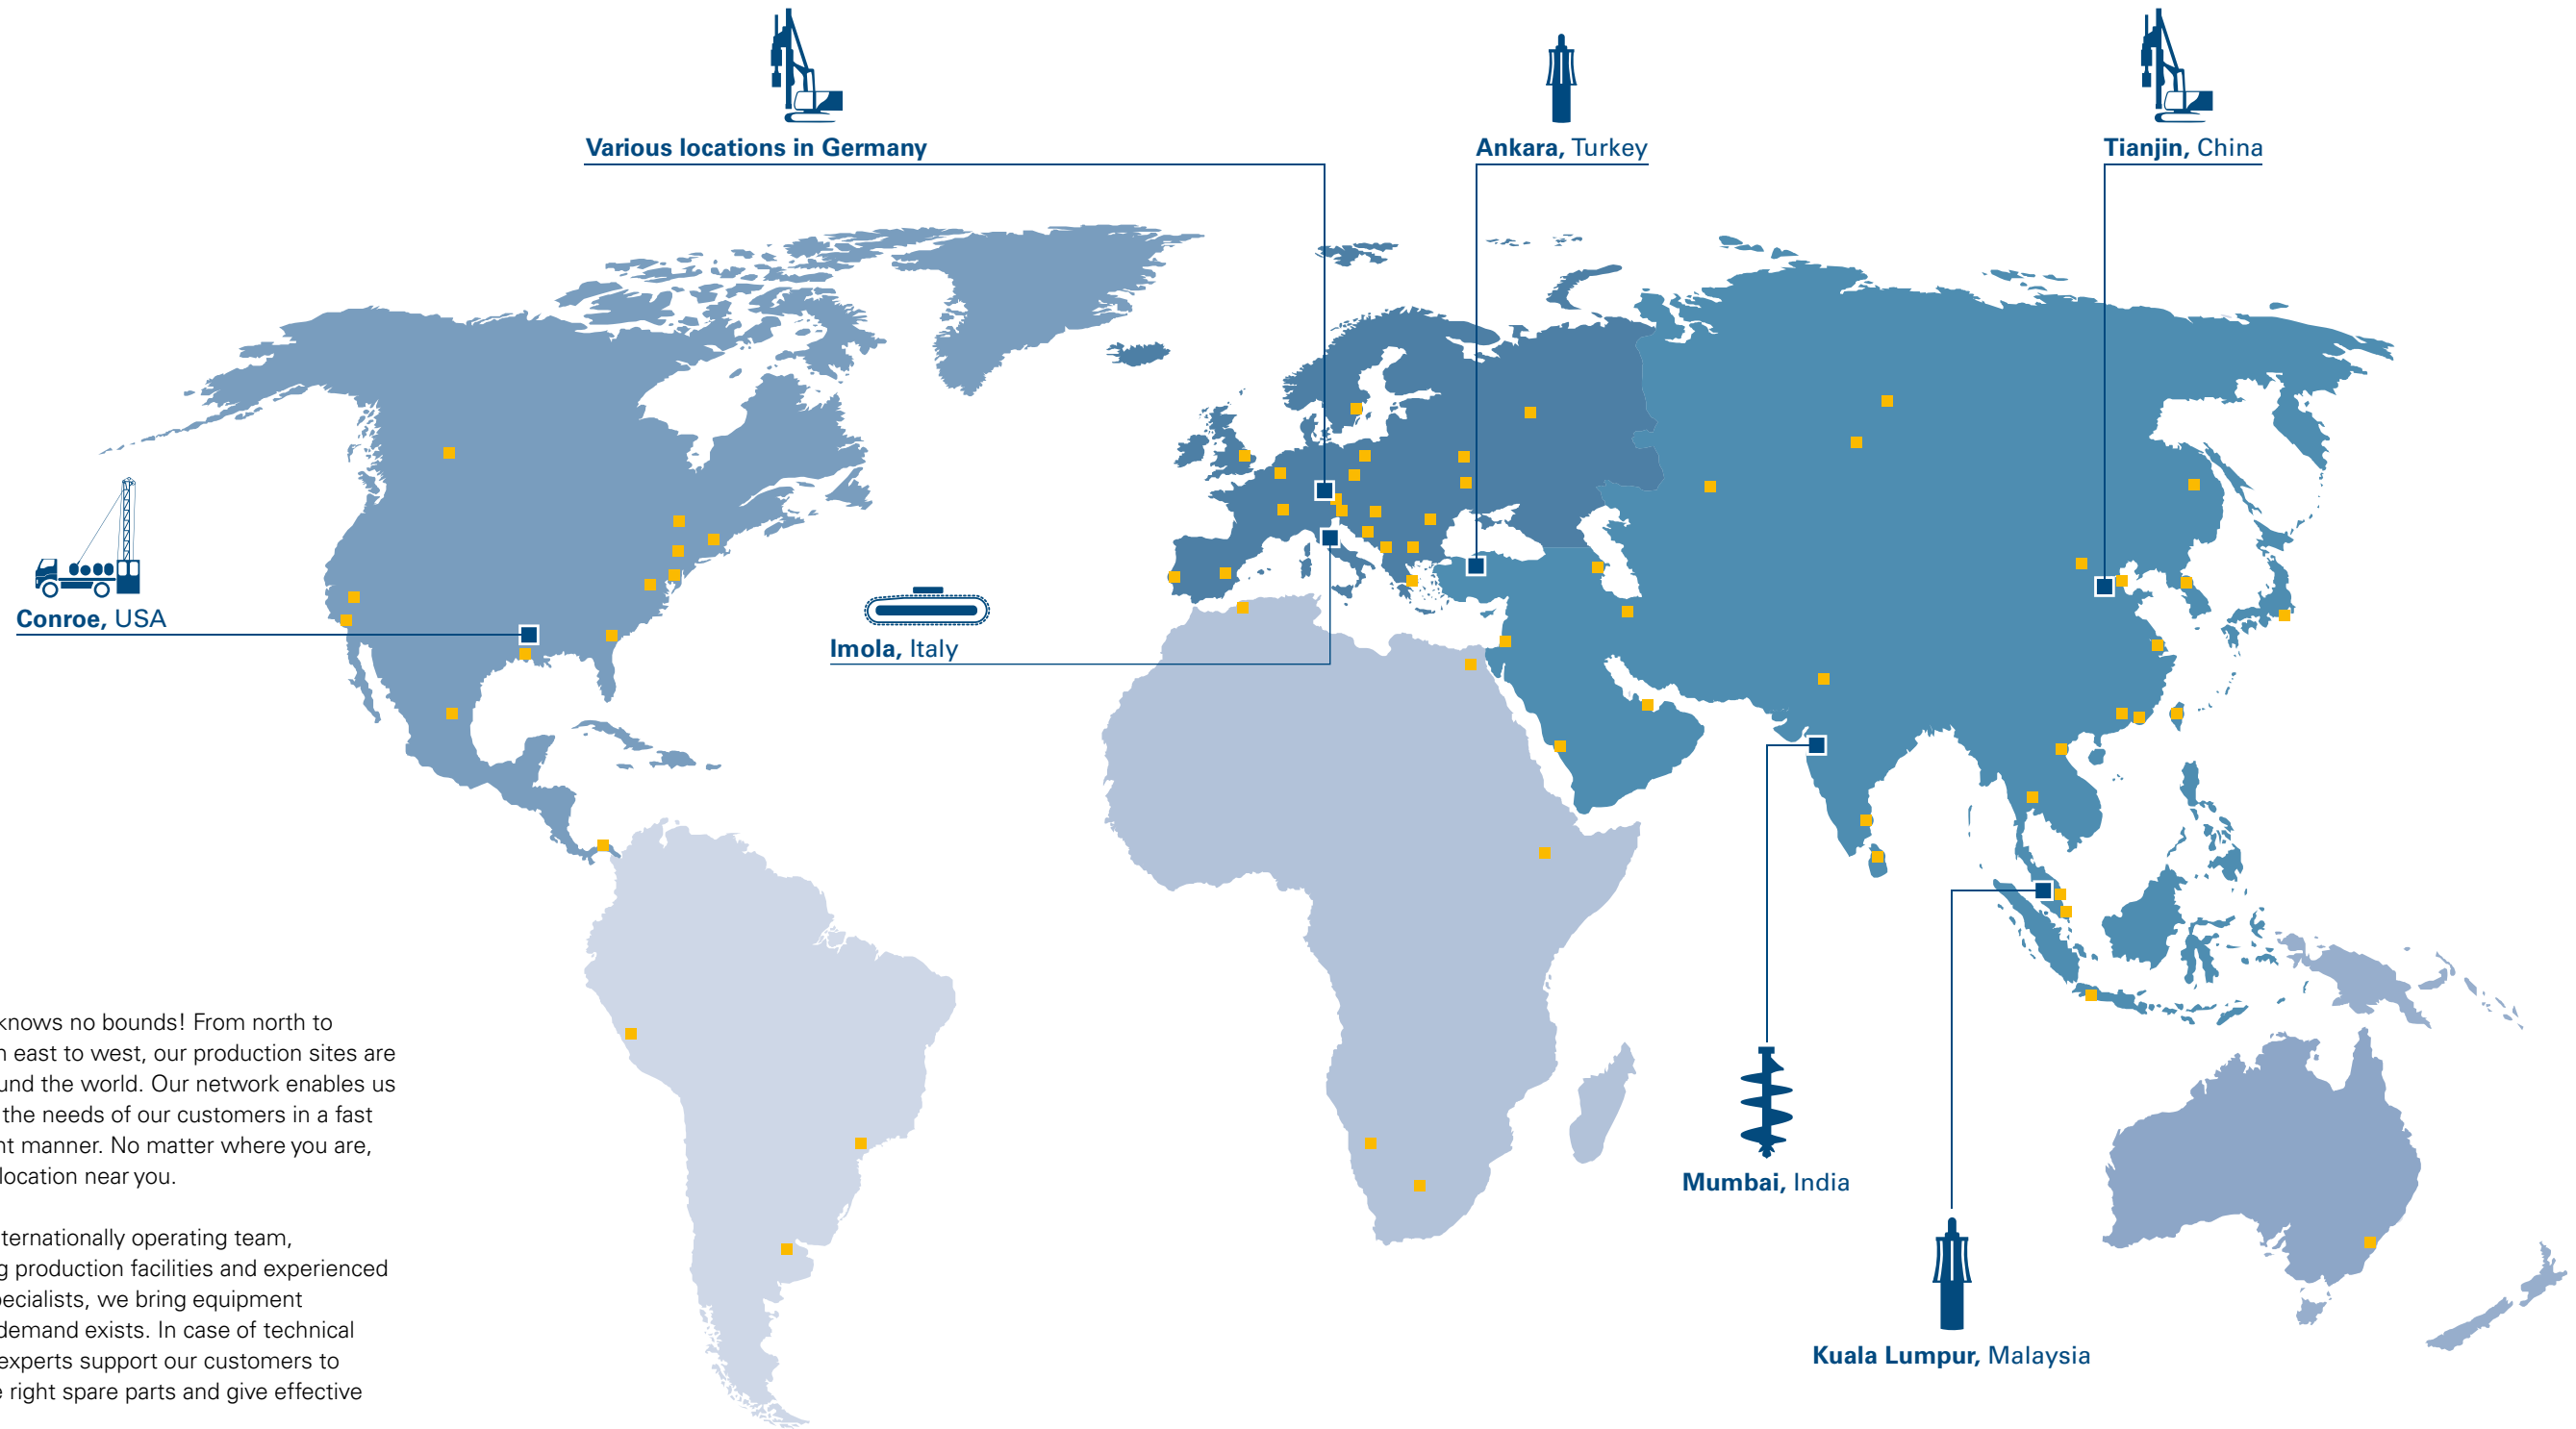 Various locations in Germany
Ankara, Turkey
Tianjin, China
Conroe, USA
Imola, Italy
knows no bounds! From north to
east to west, our production sites are
the world. Our network enables us
the needs of our customers in a fast
manner. No matter where you are,
location near you.
internationally operating team,
production facilities and experienced
specialists, we bring equipment
demand exists. In case of technical
experts support our customers to
right spare parts and give effective
Mumbai, India
Kuala Lumpur, Malaysia